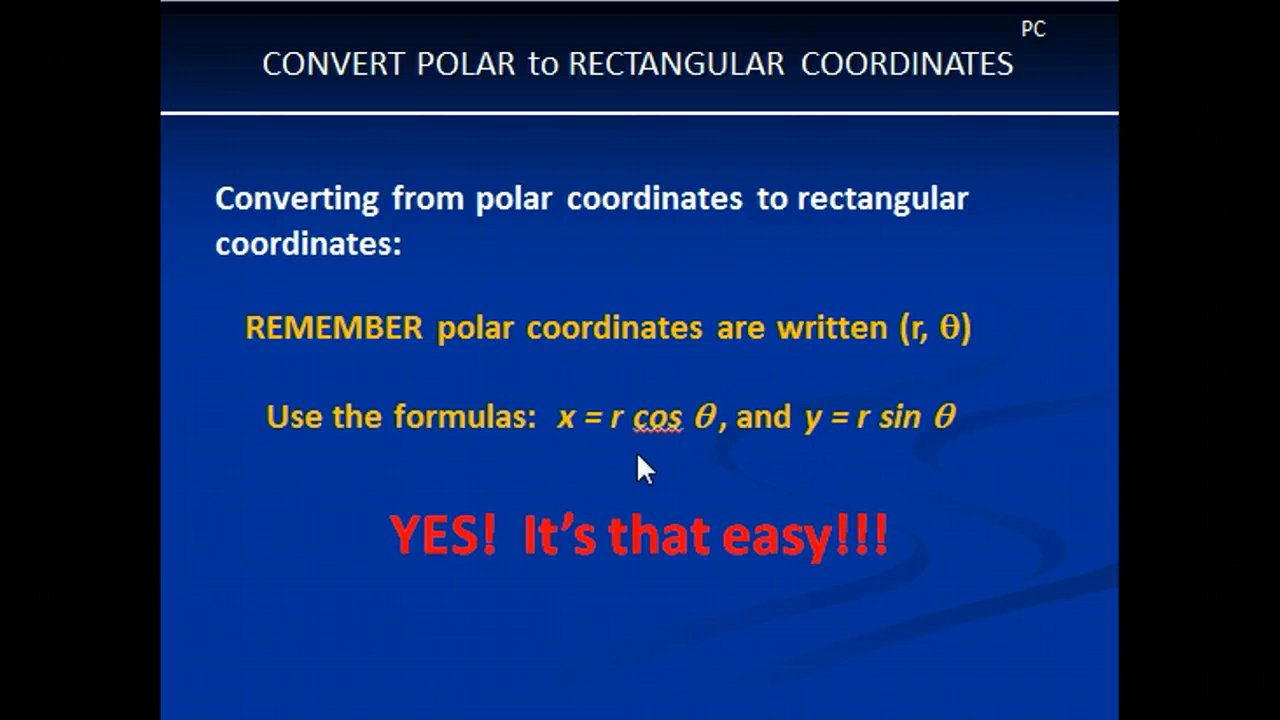 PC
CONVERT POLAR to RECTANGULAR COORDINATES
Converting from polar coordinates to rectangular
coordinates:
REMEMBER polar coordinates are written (r, θ)
Use the formulas: x = r cos θ, and y = r sin θ
YES! It's that easy!!!